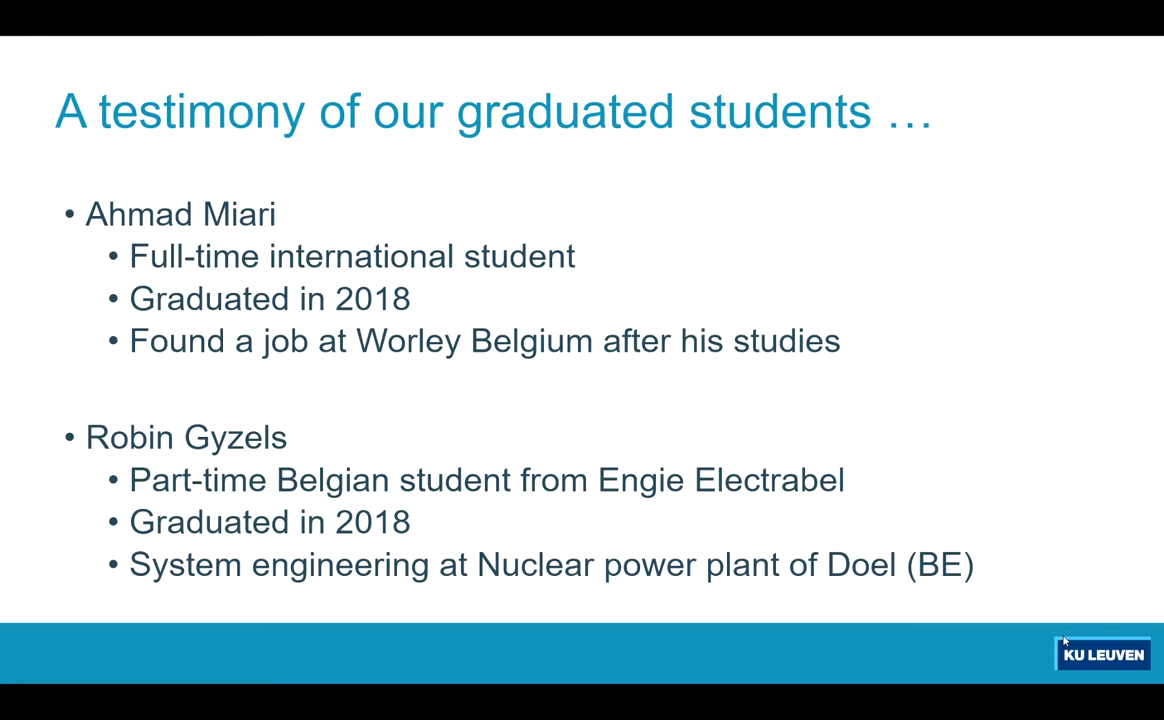 A testimony of our graduated students …
• Ahmad Miari
• Full-time international student
• Graduated in 2018
• Found a job at Worley Belgium after his studies
• Robin Gyzels
• Part-time Belgian student from Engie Electrabel
• Graduated in 2018
• System engineering at Nuclear power plant of Doel (BE)
KU LEUVEN